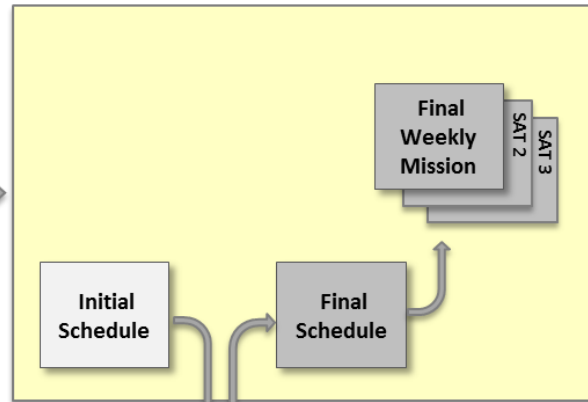 Final
Weekly
Mission
SAT 2
SAT 3
Initial
Schedule
Final
Schedule